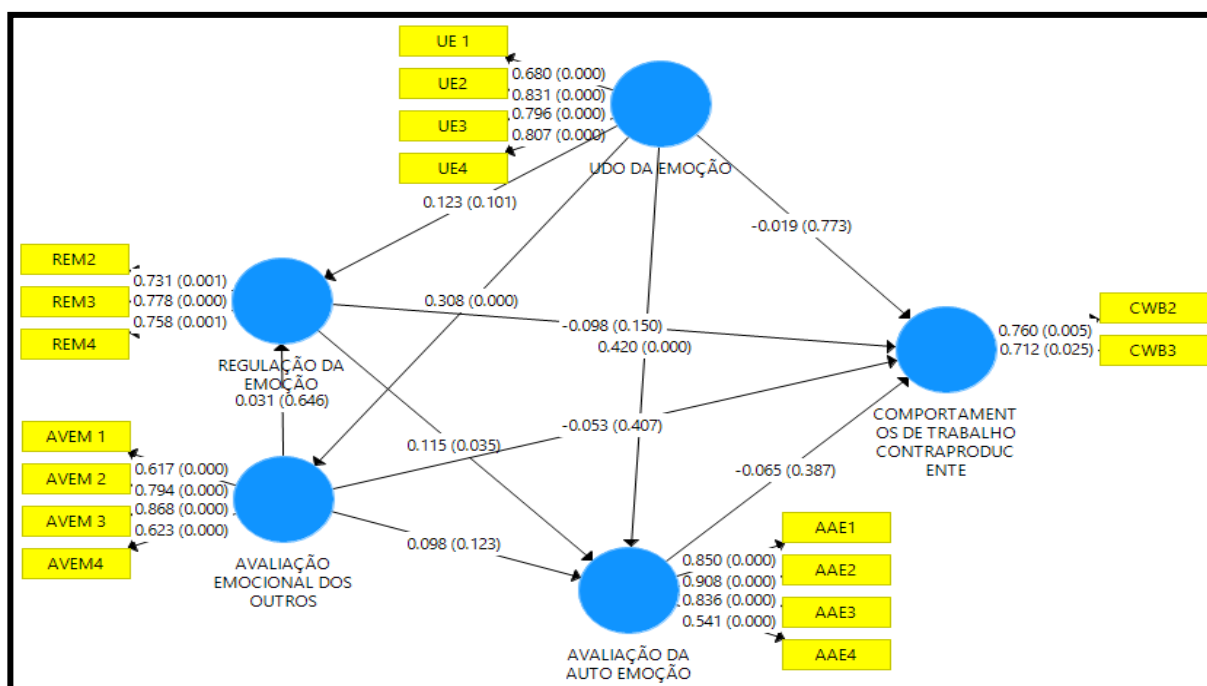 UE 1
0.680 (0.000)
UE2
0.831 (0.000)
UE3
0.796 (0.000)
0.807 (0.000)
UE4
UDO DA EMOÇÃO
0.123 (0.101)
-0.019 (0.773)
REM2
0.731 (0.001)
REM3
0.778 (0.000)
0.758 (0.001)
REM4
REGULAÇÃO DA
EMOÇÃO
0.308 (0.000)
-0.098 (0.150)
0.420 (0.000)
0.760 (0.005)
CWB2
0.712 (0.025)
CWB3
COMPORTAMENT
OS DE TRABALHO
CONTRAPRODUC
ENTE
0.031 (0.646)
AVEM 1
0.617 (0.000)
AVEM 2
0.794 (0.000)
AVEM 3
0.868 (0.000)
0.623 (0.000)
AVEM4
AVALIAÇÃO
EMOCIONAL DOS
OUTROS
0.115 (0.035)
-0.053 (0.407)
-0.065 (0.387)
0.098 (0.123)
AAE1
0.850 (0.000)
AAE2
0.908 (0.000)
0.836 (0.000)
AAE3
0.541 (0.000)
AAE4
AVALIAÇÃO DA
AUTO EMOÇÃO